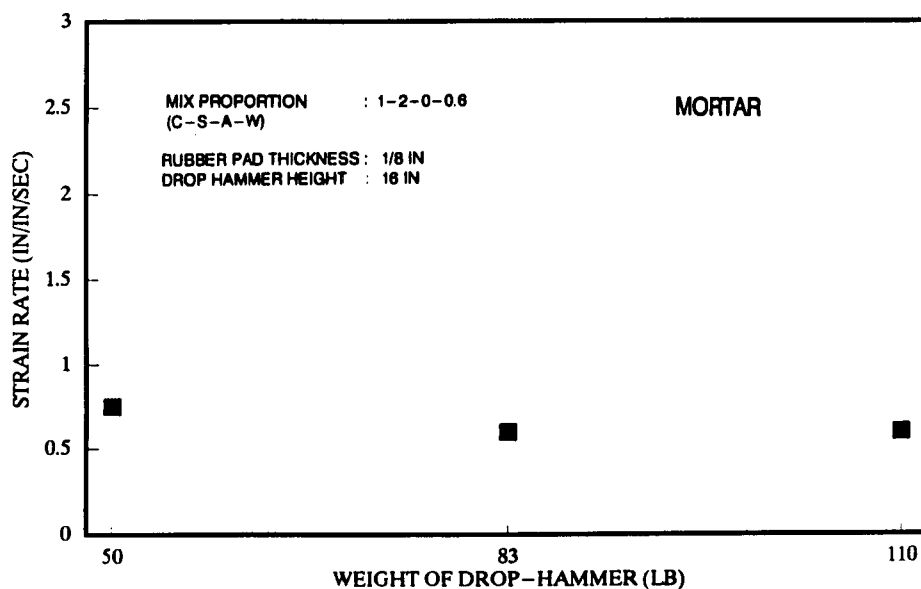 3
2.5
2
1.5
1
0.5
0
STRAIN RATE (IN/IN/SEC)
MIX PROPORTION : 1-2-0-0.6
(C-S-A-W)
MORTAR
RUBBER PAD THICKNESS : 1/8 IN
DROP HAMMER HEIGHT : 16 IN
50 83 110
WEIGHT OF DROP-HAMMER (LB)